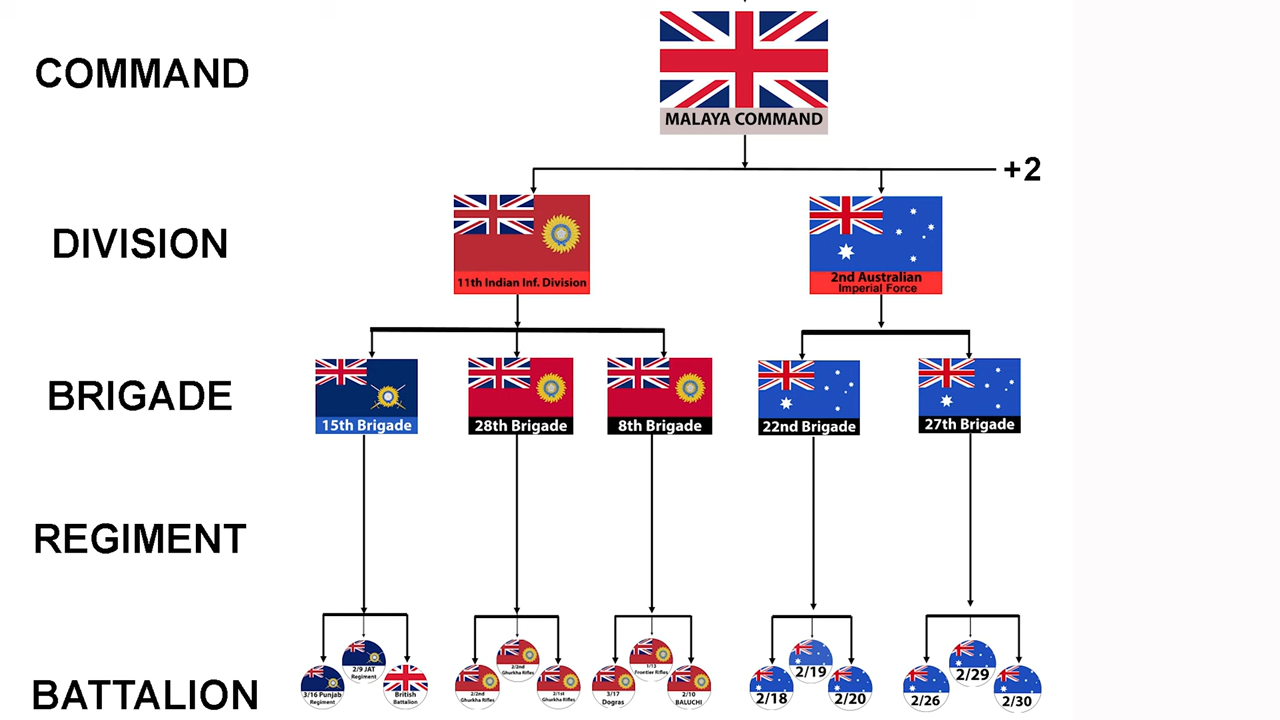 COMMAND
MALAYA COMMAND
+2
DIVISION
11th Indian Inf. Division
2nd Australian
Imperial Force
BRIGADE
15th Brigade
28th Brigade
8th Brigade
22nd Brigade
27th Brigade
REGIMENT
BATTALION
3/16 Punjab
Regiment
2/9 JAT
Regiment
British
Battalion
2/2nd
Ghurkha Rifles
2/2nd
Ghurkha Rifles
2/1st
Ghurkha Rifles
3/17
Dogras
1/13
Frontier Rifles
2/10
BALUCHI
2/18
2/19
2/20
2/26
2/29
2/30